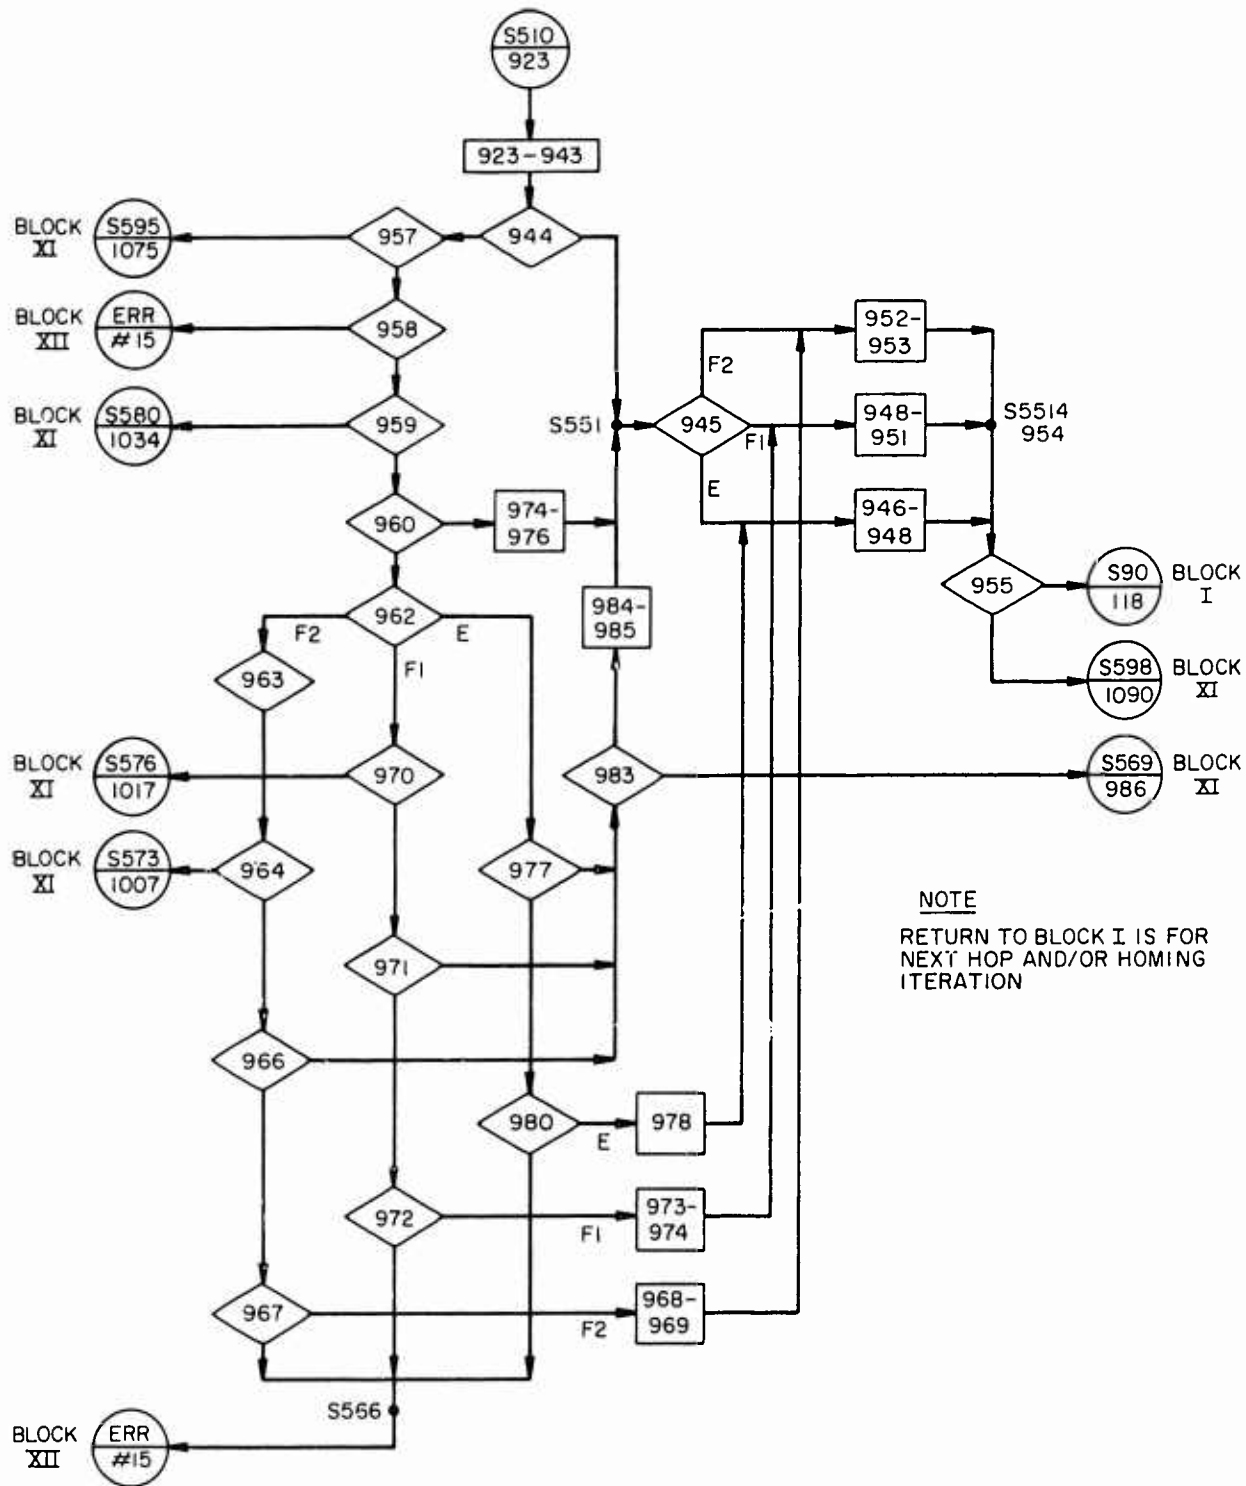 S510
923
923-943
BLOCK
XI
S595
1075
957
944
BLOCK
XII
ERR
#15
958
952-
953
F2
BLOCK
XI
S580
1034
959
S551
945
F1
948-
951
S5514
954
E
960
974-
976
946-
948
955
S90
118
BLOCK
I
962
F2
E
F1
984-
985
963
S598
1090
BLOCK
XI
BLOCK
XI
S576
1017
970
983
S569
986
BLOCK
XI
BLOCK
XI
S573
1007
964
977
NOTE
RETURN TO BLOCK I IS FOR
NEXT HOP AND/OR HOMING
ITERATION
971
966
980
E
978
972
F1
973-
974
967
F2
968-
969
S566
BLOCK
XII
ERR
#15